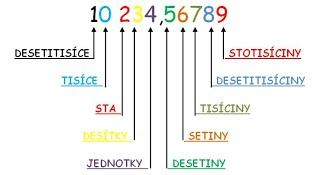 10 234,56789
DESETITISÍCE STOTISÍCINY
TISÍCE DESETITISÍCINY
STA TISÍCINY
DESÍTKY SETINY
JEDNOTKY DESETINY